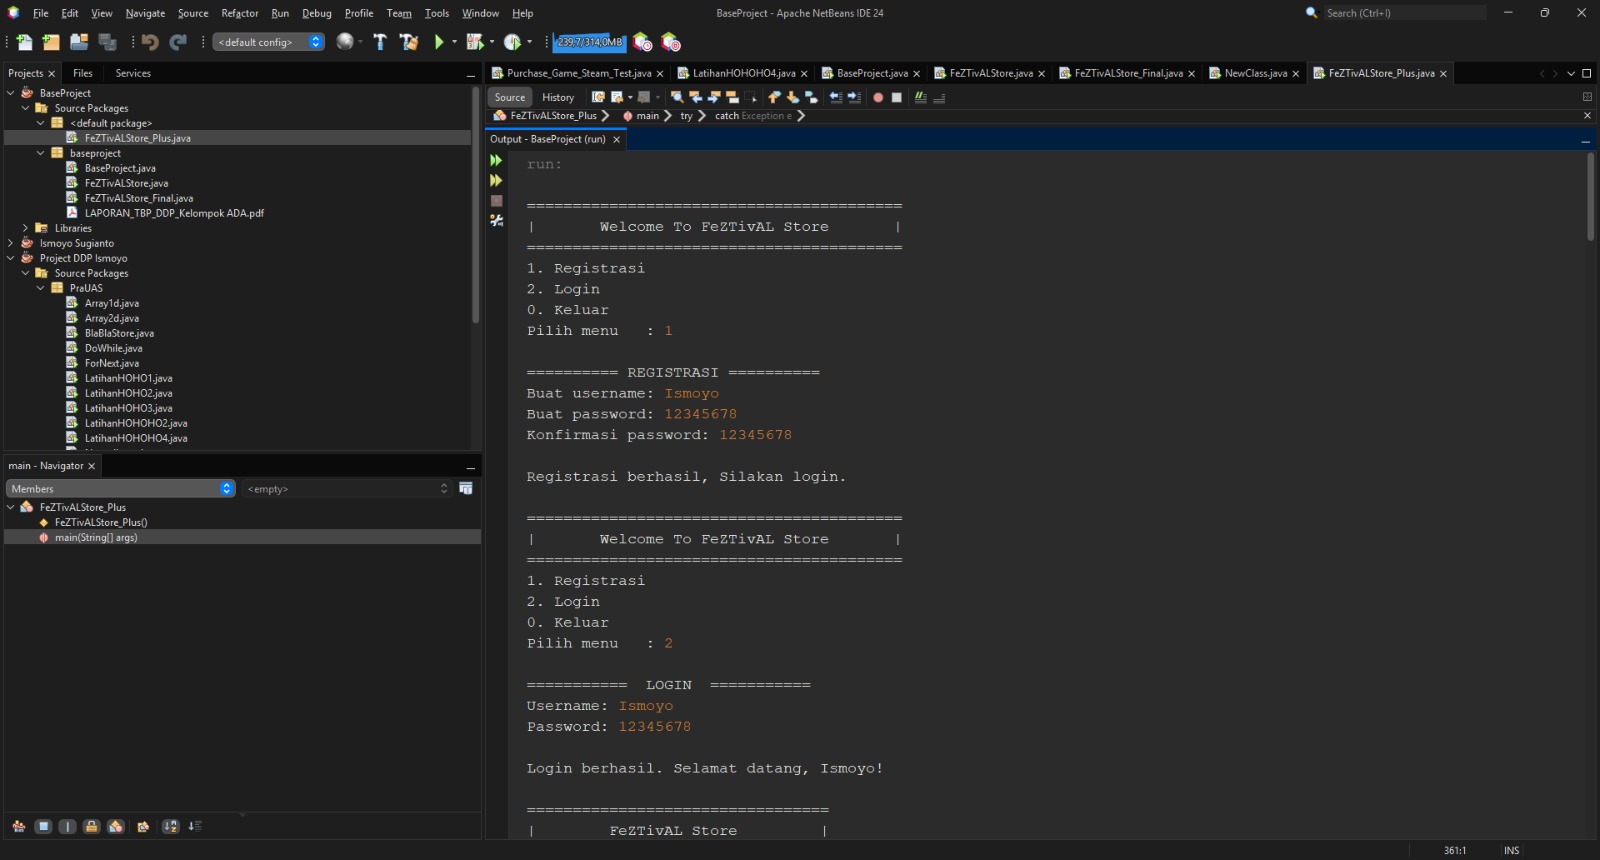 File Edit View Navigate Source Refactor Run Debug Profile Team Tools Window Help
BaseProject - Apache NetBeans IDE 24
Search (Ctrl+I)
<default config>
239,7/314,0MB
Projects
Files
Services
BaseProject
Source Packages
<default package>
FeZTivALStore_Plus.java
baseproject
BaseProject.java
FeZTivALStore.java
FeZTivALStore_Final.java
LAPORAN_TBP_DDP_Kelompok ADA.pdf
Libraries
Ismoyo Sugianto
Project DDP Ismoyo
Source Packages
PraUAS
Array1d.java
Array2d.java
BlaBlaStore.java
DoWhile.java
ForNext.java
LatihanHOHO1.java
LatihanHOHO2.java
LatihanHOHO3.java
LatihanHOHOHO2.java
LatihanHOHOHO4.java
main - Navigator
Members
<empty>
FeZTivALStore_Plus
FeZTivALStore_Plus()
main(String[] args)
Purchase_Game_Steam_Test.java
LatihanHOHOHO4.java
BaseProject.java
FeZTivALStore.java
FeZTivALStore_Final.java
NewClass.java
FeZTivALStore_Plus.java
Source
History
FeZTivALStore_Plus
main
try
catch Exception e
Output - BaseProject (run)
run:
=========================================
| Welcome To FeZTivAL Store |
=========================================
1. Registrasi
2. Login
0. Keluar
Pilih menu : 1
========== REGISTRASI ==========
Buat username: Ismoyo
Buat password: 12345678
Konfirmasi password: 12345678
Registrasi berhasil, Silakan login.
=========================================
| Welcome To FeZTivAL Store |
=========================================
1. Registrasi
2. Login
0. Keluar
Pilih menu : 2
=========== LOGIN ===========
Username: Ismoyo
Password: 12345678
Login berhasil. Selamat datang, Ismoyo!
=================================
| FeZTivAL Store |
361:1
INS